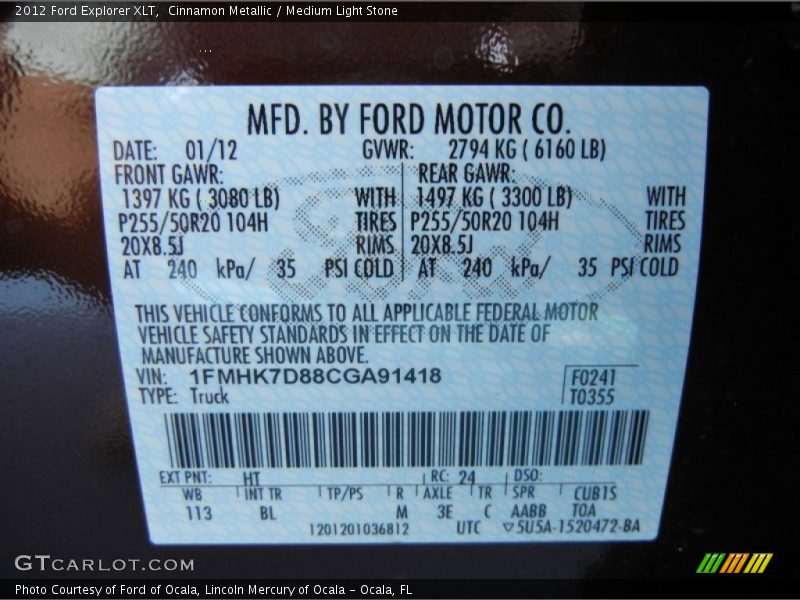 2012 Ford Explorer XLT,  Cinnamon Metallic / Medium Light Stone
MFD. BY FORD MOTOR CO.
DATE: 01/12 GVWR: 2794 KG ( 6160 LB)
FRONT GAWR: REAR GAWR:
1397 KG ( 3080 LB) WITH 1497 KG ( 3300 LB) WITH
P255/50R20 104H TIRES P255/50R20 104H TIRES
20X8.5J RIMS 20X8.5J RIMS
AT 240 kPa/ 35 PSI COLD AT 240 kPa/ 35 PSI COLD
THIS VEHICLE CONFORMS TO ALL APPLICABLE FEDERAL MOTOR
VEHICLE SAFETY STANDARDS IN EFFECT ON THE DATE OF
MANUFACTURE SHOWN ABOVE.
VIN: 1FMHK7D88CGA91418 F0241
TYPE: Truck T0355
EXT PNT: HT RC: 24 DSO:
WB INT TR TP/PS R AXLE TR SPR CUB1S
113 BL M 3E C AABB TOA
1201201036812 UTC ▽5U5A-1520472-BA
GTCARLOT.COM
Photo Courtesy of Ford of Ocala, Lincoln Mercury of Ocala - Ocala, FL